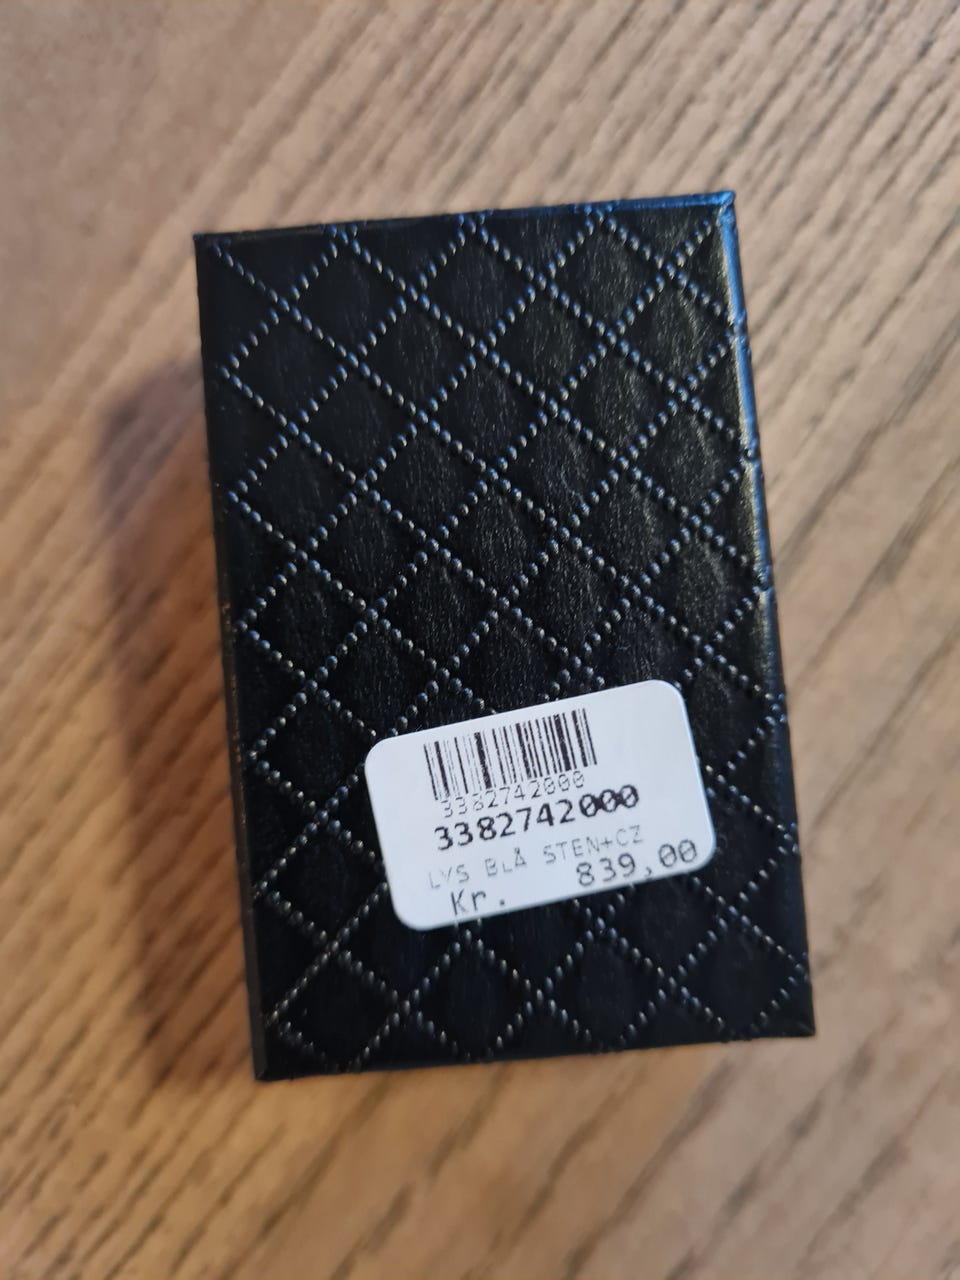 3382742000
3382742000
LYS BLÅ STEN+CZ
Kr. 839,00